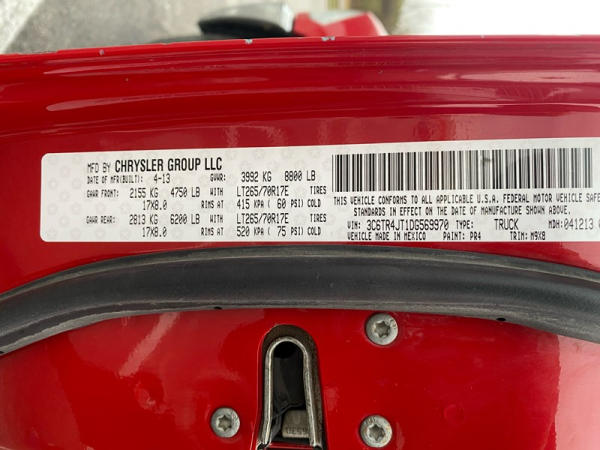 MFD BY CHRYSLER GROUP LLC
DATE OF MFR(BUILT): 4-13 GVWR: 3992 KG 8800 LB
GAWR FRONT: 2155 KG 4750 LB WITH LT265/70R17E TIRES
17X8.0 RIMS AT 415 KPA ( 60 PSI) COLD
GAWR REAR: 2813 KG 6200 LB WITH LT265/70R17E TIRES
17X8.0 RIMS AT 520 KPA ( 75 PSI) COLD
THIS VEHICLE CONFORMS TO ALL APPLICABLE U.S.A. FEDERAL MOTOR VEHICLE SAFE
STANDARDS IN EFFECT ON THE DATE OF MANUFACTURE SHOWN ABOVE
VIN: 3C6TR4JT1DG569970 TYPE: TRUCK MDH:041213
VEHICLE MADE IN MEXICO PAINT: PR4 TRIM: M9X8